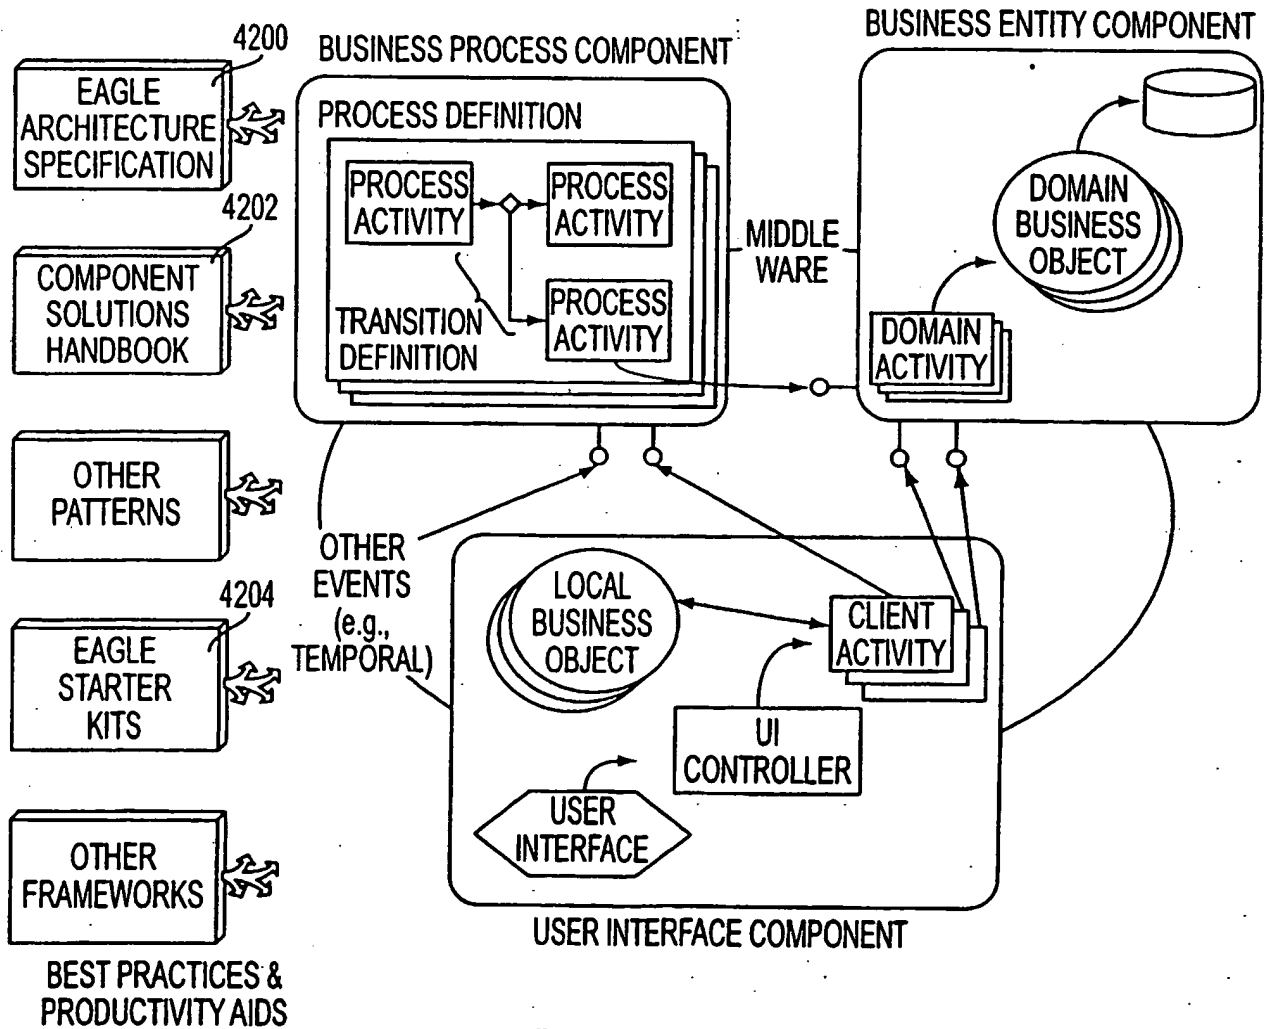 4200
EAGLE
ARCHITECTURE
SPECIFICATION
4202
COMPONENT
SOLUTIONS
HANDBOOK
OTHER
PATTERNS
4204
EAGLE
STARTER
KITS
OTHER
FRAMEWORKS
BEST PRACTICES &
PRODUCTIVITY AIDS
BUSINESS PROCESS COMPONENT
PROCESS DEFINITION
PROCESS
ACTIVITY
PROCESS
ACTIVITY
PROCESS
ACTIVITY
TRANSITION
DEFINITION
MIDDLE
WARE
BUSINESS ENTITY COMPONENT
DOMAIN
BUSINESS
OBJECT
DOMAIN
ACTIVITY
OTHER
EVENTS
(e.g.,
TEMPORAL)
LOCAL
BUSINESS
OBJECT
CLIENT
ACTIVITY
UI
CONTROLLER
USER
INTERFACE
USER INTERFACE COMPONENT